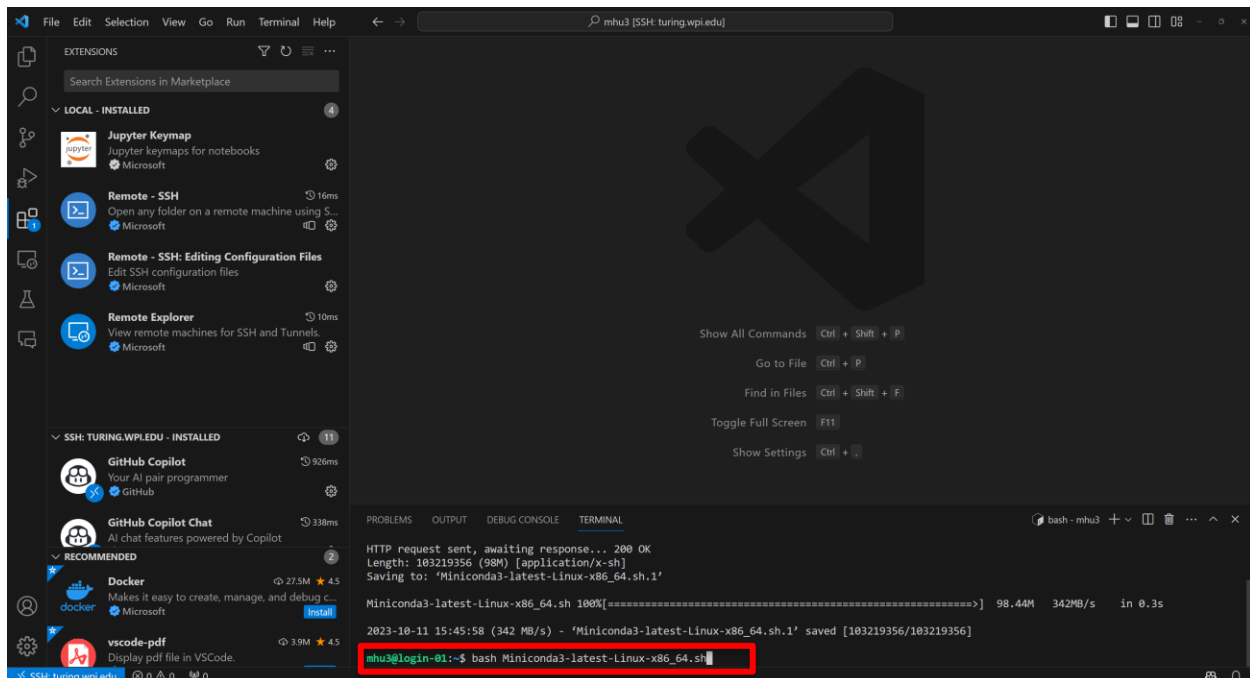 File Edit Selection View Go Run Terminal Help
mhu3 [SSH: turing.wpi.edu]
EXTENSIONS
Search Extensions in Marketplace
LOCAL - INSTALLED 4
Jupyter Keymap
Jupyter keymaps for notebooks
Microsoft
jupyter
Remote - SSH 16ms
Open any folder on a remote machine using S...
Microsoft
Remote - SSH: Editing Configuration Files
Edit SSH configuration files
Microsoft
Remote Explorer 10ms
View remote machines for SSH and Tunnels.
Microsoft
SSH: TURING.WPI.EDU - INSTALLED 11
GitHub Copilot 926ms
Your AI pair programmer
GitHub
GitHub Copilot Chat 338ms
AI chat features powered by Copilot
RECOMMENDED 2
Docker 27.5M ★ 4.5
Makes it easy to create, manage, and debug c...
Microsoft Install
docker
vscode-pdf 3.9M ★ 4.5
Display pdf file in VSCode.
1
Show All Commands Ctrl + Shift + P
Go to File Ctrl + P
Find in Files Ctrl + Shift + F
Toggle Full Screen F11
Show Settings Ctrl + ,
PROBLEMS OUTPUT DEBUG CONSOLE TERMINAL
bash - mhu3
HTTP request sent, awaiting response... 200 OK
Length: 103219356 (98M) [application/x-sh]
Saving to: ‘Miniconda3-latest-Linux-x86_64.sh.1’
Miniconda3-latest-Linux-x86_64.sh 100%[===========================================================>] 98.44M 342MB/s in 0.3s
2023-10-11 15:45:58 (342 MB/s) - ‘Miniconda3-latest-Linux-x86_64.sh.1’ saved [103219356/103219356]
mhu3@login-01:~$ bash Miniconda3-latest-Linux-x86_64.sh
SSH: turing.wpi.edu 0 0 0